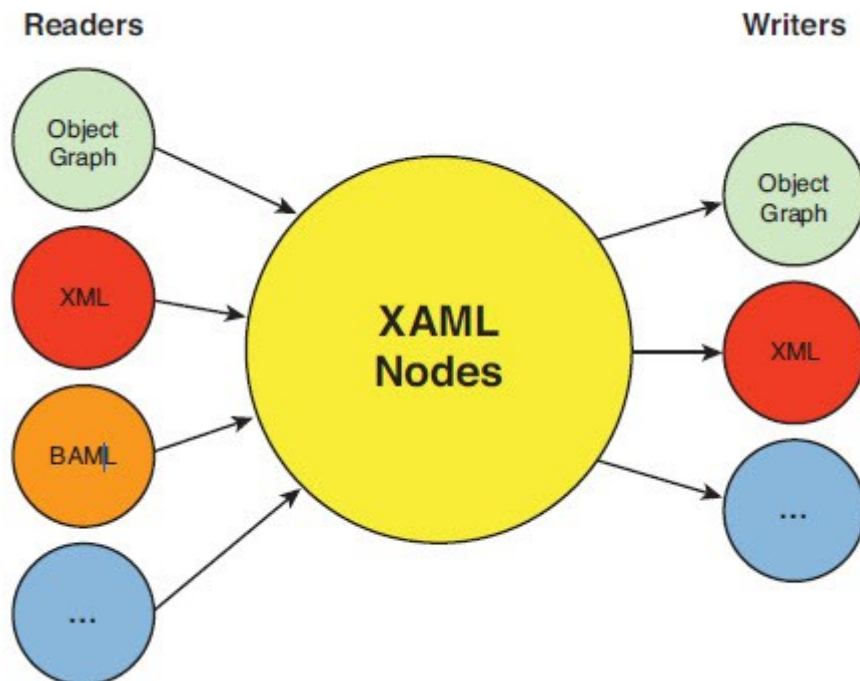 Readers
Writers
Object
Graph
XML
BAML
...
XAML
Nodes
Object
Graph
XML
...